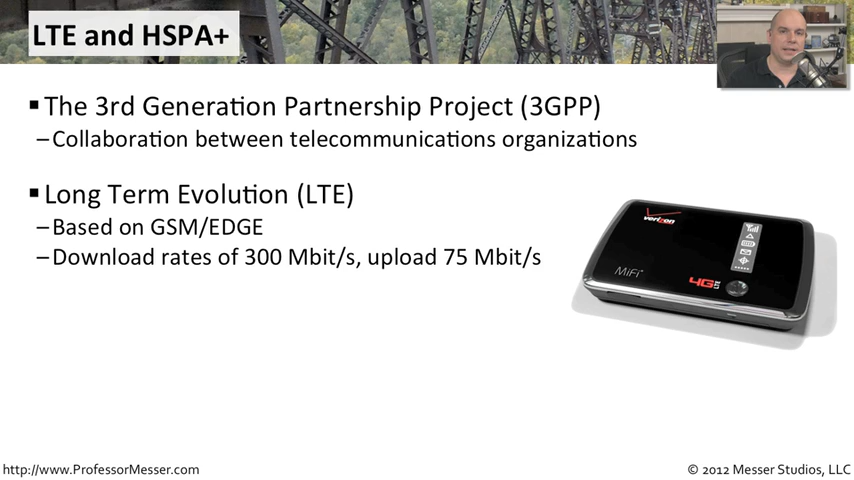 LTE and HSPA+
▪The 3rd Generation Partnership Project (3GPP)
–Collaboration between telecommunications organizations
▪Long Term Evolution (LTE)
–Based on GSM/EDGE
–Download rates of 300 Mbit/s, upload 75 Mbit/s
verizon
MiFi
4G LTE
http://www.ProfessorMesser.com
© 2012 Messer Studios, LLC